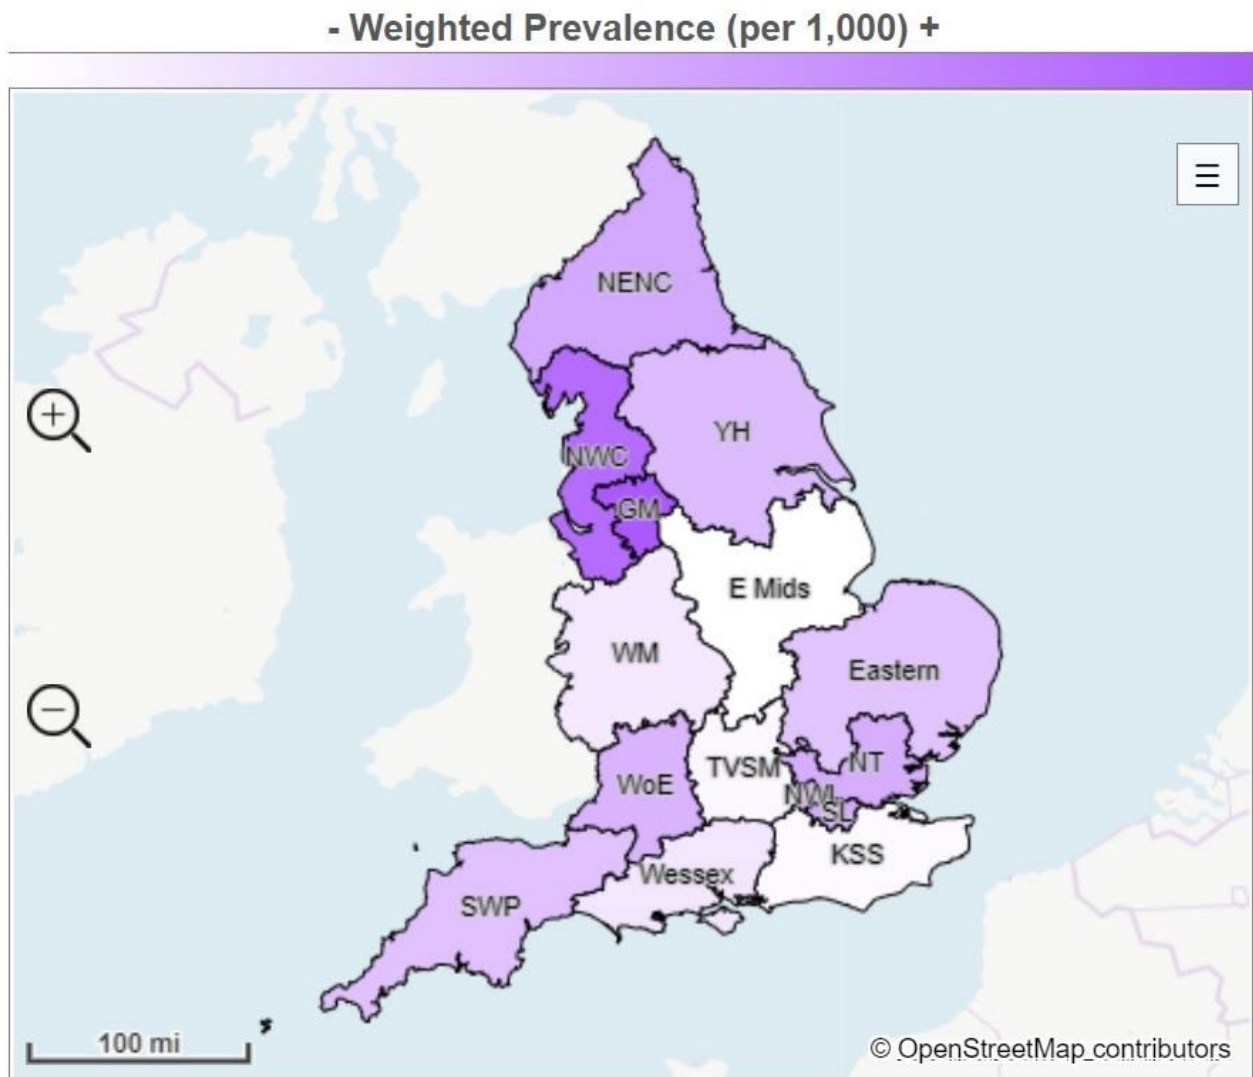 - Weighted Prevalence (per 1,000) +
NENC
YH
NWC
GM
E Mids
WM
Eastern
NT
TVSM
WoE
NWL
SL
KSS
Wessex
SWP
100 mi
© OpenStreetMap contributors